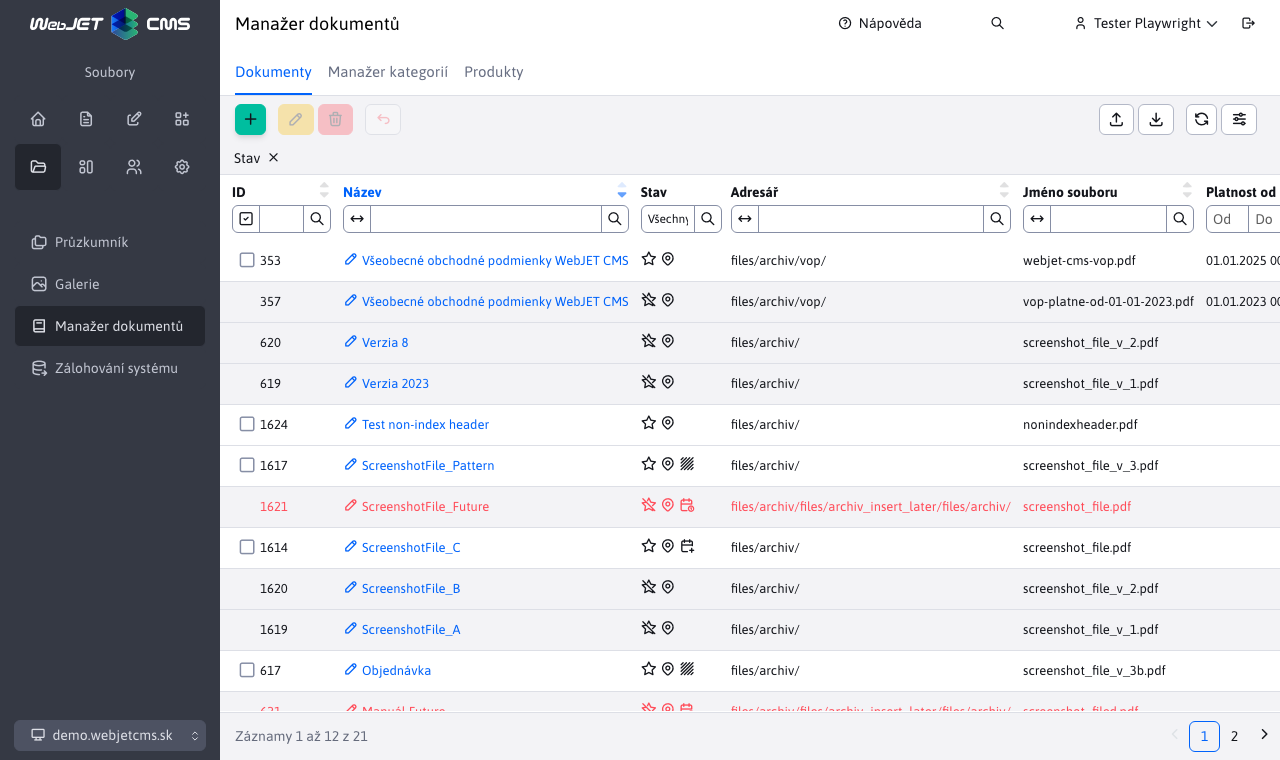 WebJET CMS
Soubory
Průzkumník
Galerie
Manažer dokumentů
Zálohování systému
demo.webjetcms.sk
Manažer dokumentů
Nápověda
Tester Playwright
Dokumenty Manažer kategorií Produkty
Stav
ID Název Stav Adresář Jméno souboru Platnost od
Všechny Od Do
353 Všeobecné obchodné podmienky WebJET CMS files/archiv/vop/ webjet-cms-vop.pdf 01.01.2025 00
357 Všeobecné obchodné podmienky WebJET CMS files/archiv/vop/ vop-platne-od-01-01-2023.pdf 01.01.2023 00
620 Verzia 8 files/archiv/ screenshot_file_v_2.pdf
619 Verzia 2023 files/archiv/ screenshot_file_v_1.pdf
1624 Test non-index header files/archiv/ nonindexheader.pdf
1617 ScreenshotFile_Pattern files/archiv/ screenshot_file_v_3.pdf
1621 ScreenshotFile_Future files/archiv/files/archiv_insert_later/files/archiv/ screenshot_file.pdf
1614 ScreenshotFile_C files/archiv/ screenshot_file.pdf
1620 ScreenshotFile_B files/archiv/ screenshot_file_v_2.pdf
1619 ScreenshotFile_A files/archiv/ screenshot_file_v_1.pdf
617 Objednávka files/archiv/ screenshot_file_v_3b.pdf
Manuál Future files/archiv/files/archiv_insert_later/files/archiv/
Záznamy 1 až 12 z 21
1 2